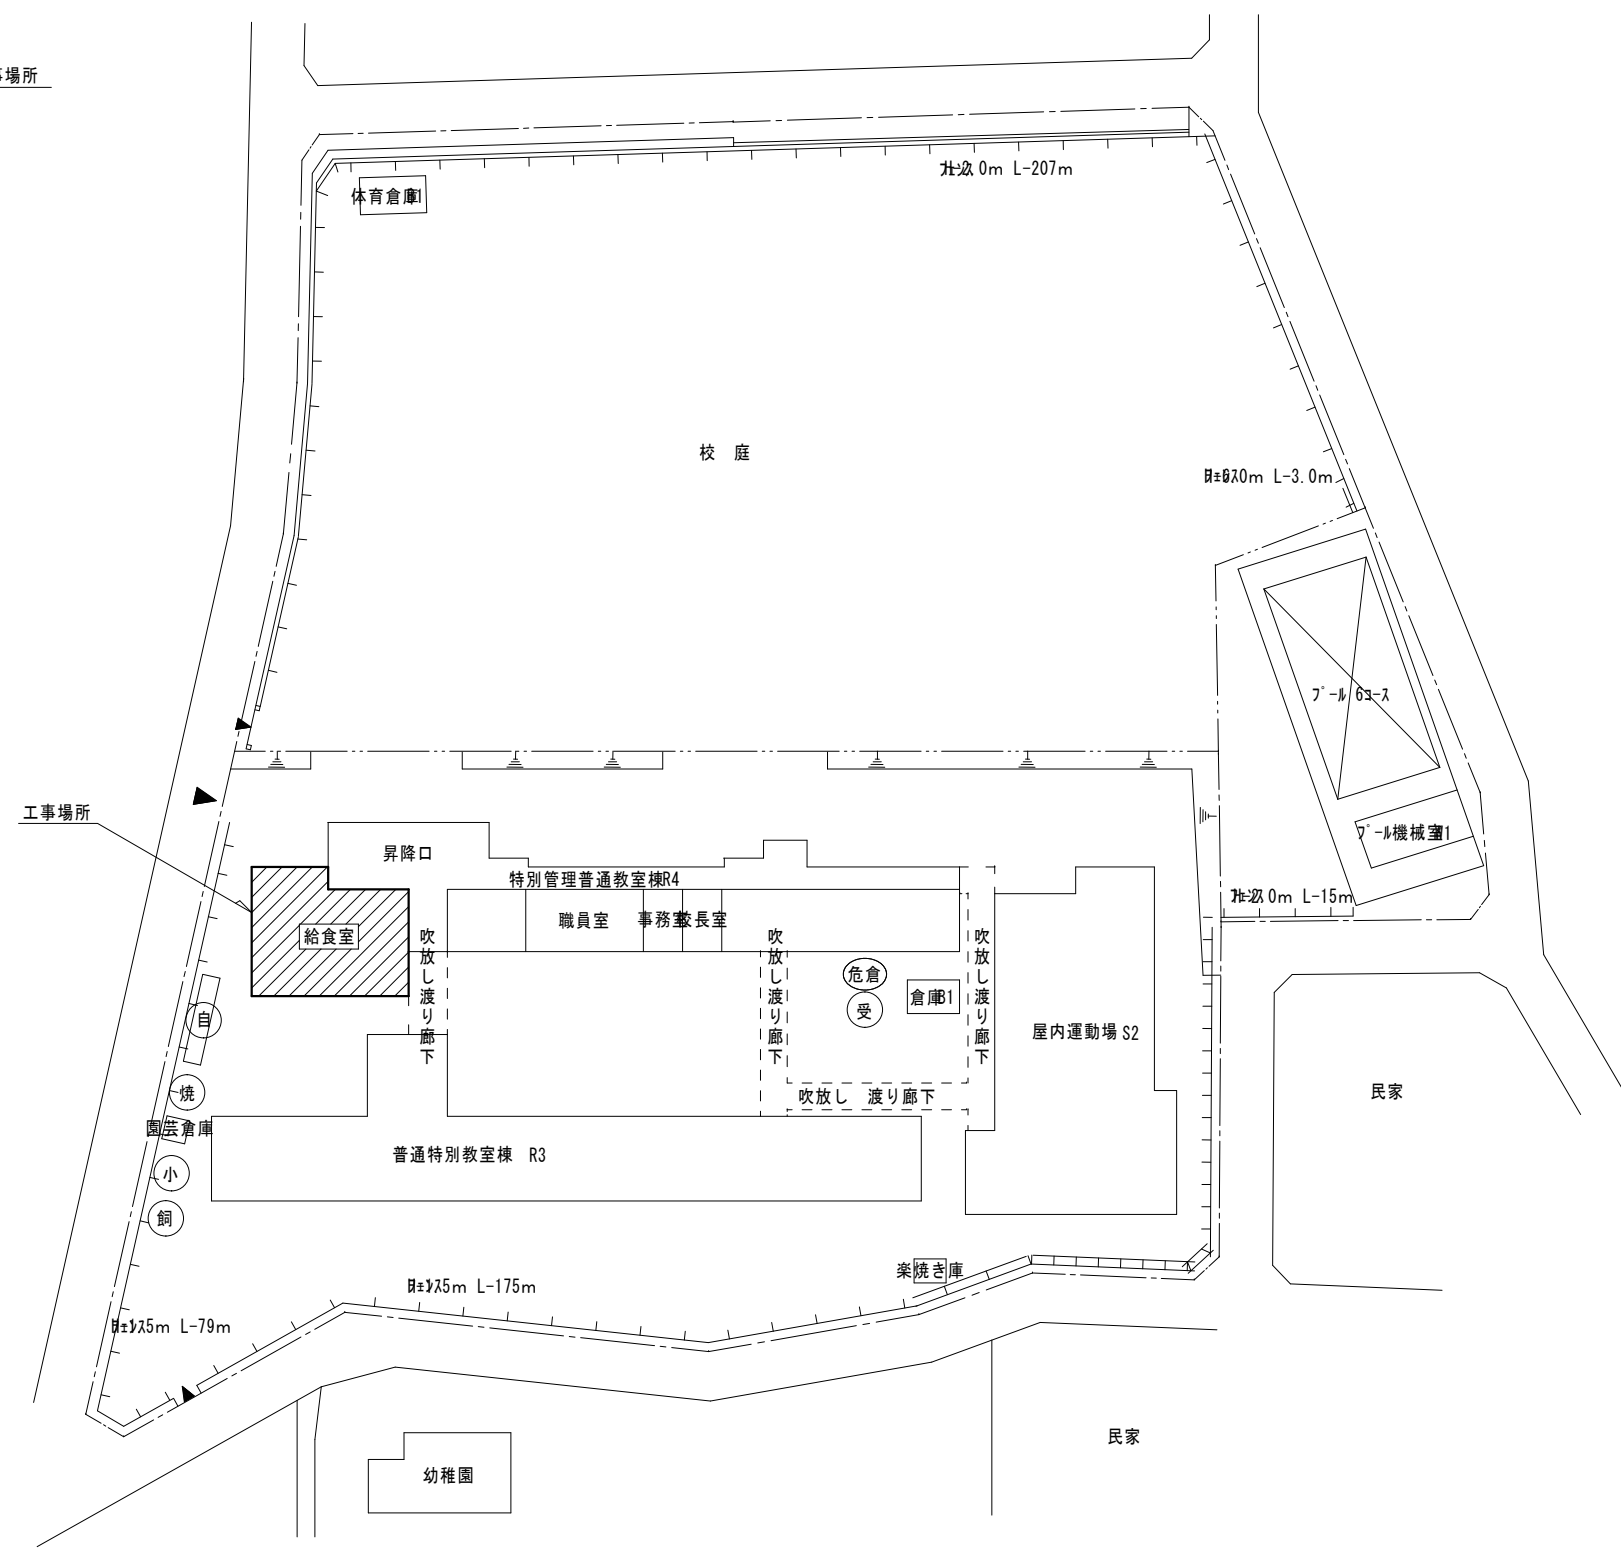 事場所
体育倉庫
0m L-207m
校 庭
0m L-3.0m
ﾌﾟｰﾙ 6ｺｰｽ
ﾌﾟｰﾙ機械室
工事場所
昇降口
特別管理普通教室棟R4
職員室
事務室
校長室
0m L-15m
給食室
吹放し渡り廊下
吹放し渡り廊下
吹放し渡り廊下
危倉
受
倉庫B1
自
屋内運動場 S2
焼
吹放し 渡り廊下
民家
園芸倉庫
普通特別教室棟 R3
小
飼
楽焼き庫
5m L-175m
5m L-79m
民家
幼稚園